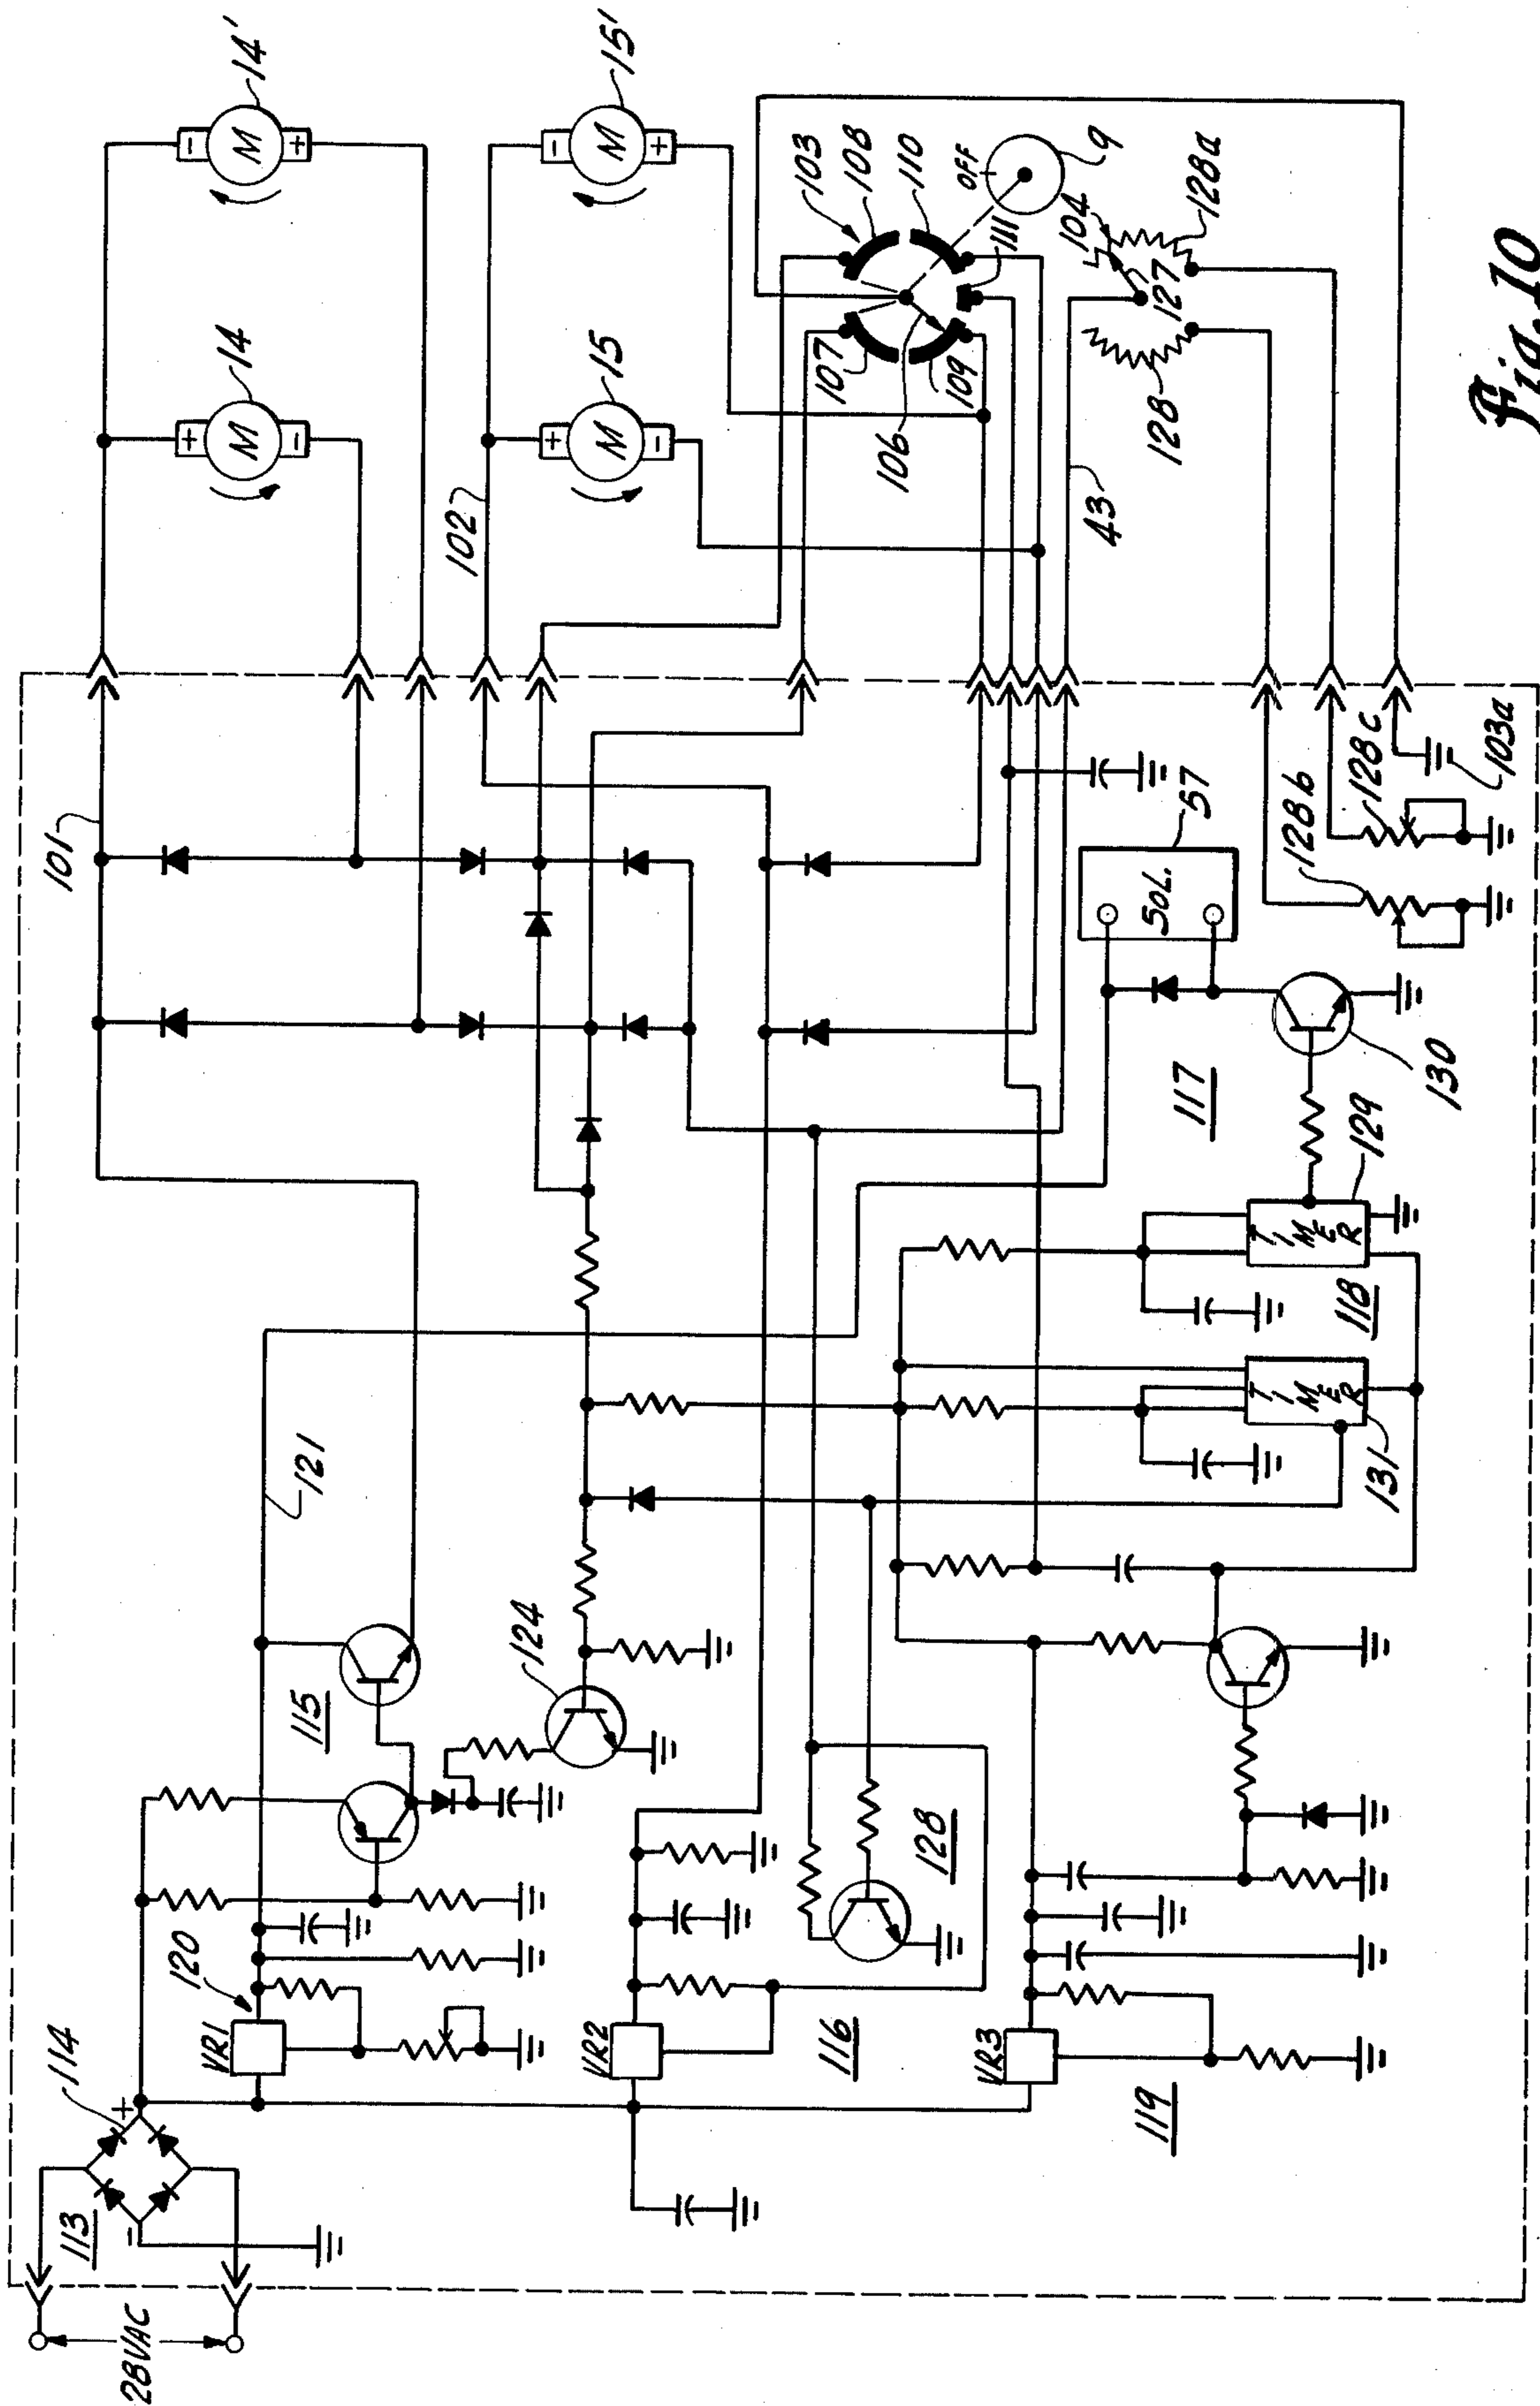 28VAC
113
-
+
114
120
VR1
121
115
124
VR2
116
128
VR3
119
101
102
14
+
M
-
14'
-
M
+
15
+
M
-
15'
-
M
+
103
108
110
111
107
109
106
OFF
9
104
127
128
128a
43
57
SOL.
128b
128c
103a
117
130
129
TIMER
118
TIMER
131
Fig.10